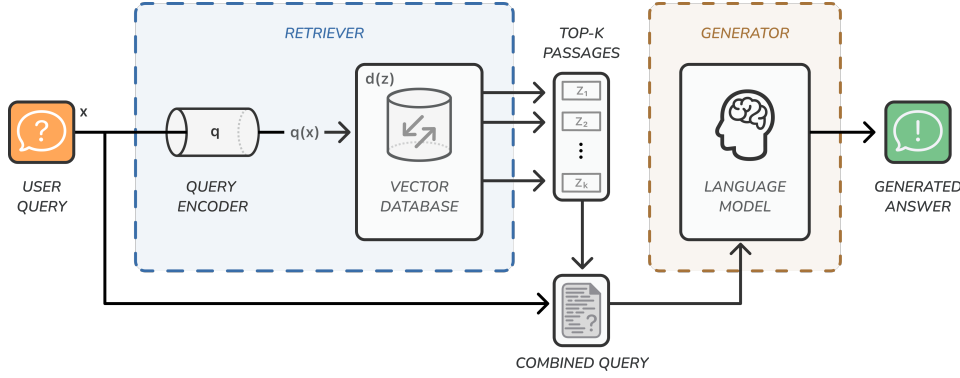 RETRIEVER
TOP-K
PASSAGES
GENERATOR
d(z)
x
?
q
q(x)
z₁
z₂
⋮
zₖ
!
USER
QUERY
QUERY
ENCODER
VECTOR
DATABASE
LANGUAGE
MODEL
GENERATED
ANSWER
?
COMBINED QUERY